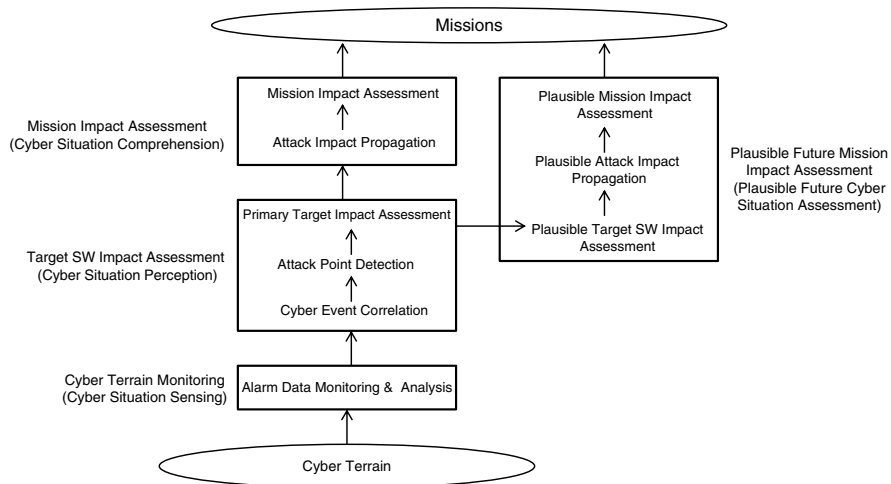 Missions
Mission Impact Assessment
Attack Impact Propagation
Mission Impact Assessment
(Cyber Situation Comprehension)
Plausible Mission Impact
Assessment
Plausible Attack Impact
Propagation
Plausible Target SW Impact
Assessment
Plausible Future Mission
Impact Assessment
(Plausible Future Cyber
Situation Assessment)
Primary Target Impact Assessment
Attack Point Detection
Cyber Event Correlation
Target SW Impact Assessment
(Cyber Situation Perception)
Cyber Terrain Monitoring
(Cyber Situation Sensing)
Alarm Data Monitoring & Analysis
Cyber Terrain